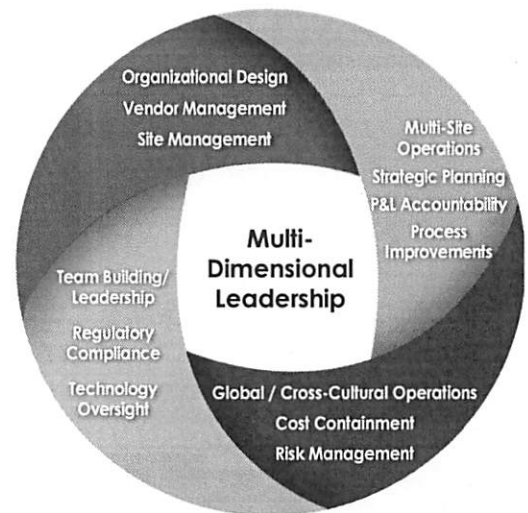 Organizational Design
Vendor Management
Site Management
Multi-Site
Operations
Strategic Planning
P&L Accountability
Process
Improvements
Multi-
Dimensional
Leadership
Team Building/
Leadership
Regulatory
Compliance
Technology
Oversight
Global / Cross-Cultural Operations
Cost Containment
Risk Management